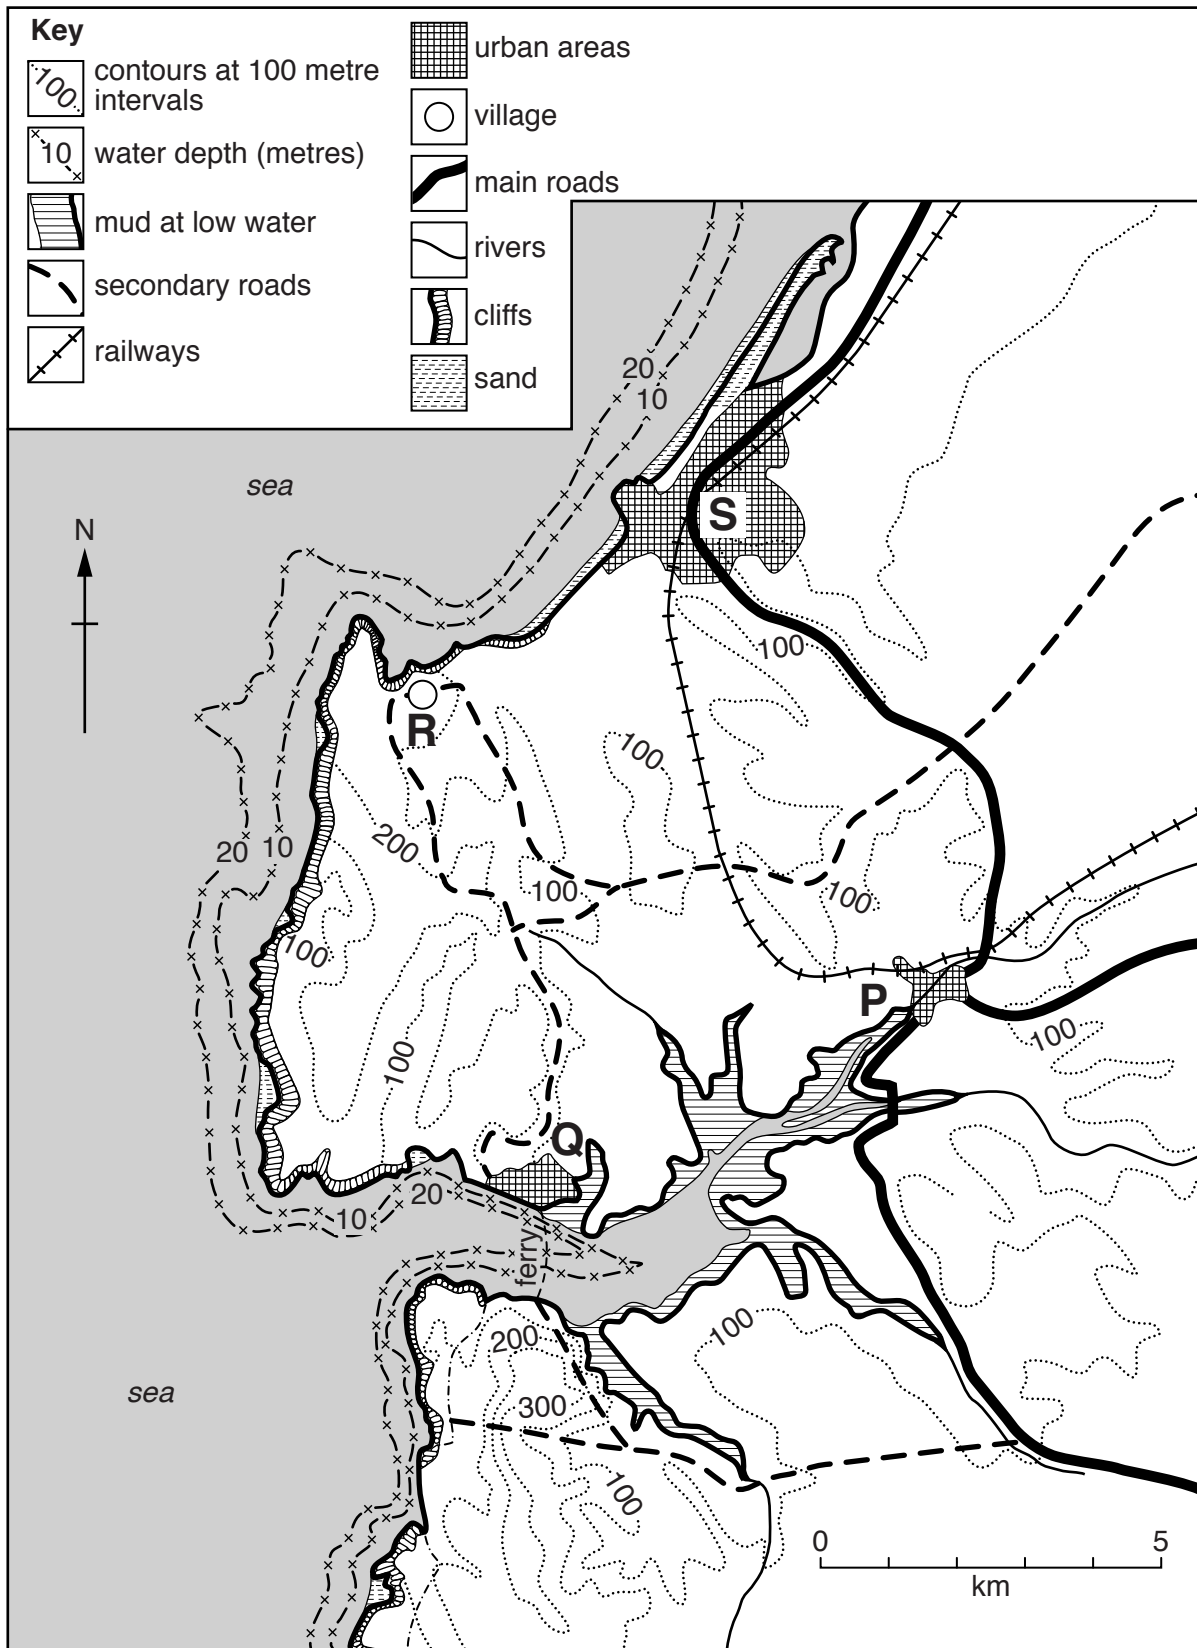 Key
100
contours at 100 metre
intervals
10
water depth (metres)
mud at low water
secondary roads
railways
urban areas
village
main roads
rivers
cliffs
sand
20
10
sea
N
S
100
R
100
200
20
10
100
100
100
P
100
100
Q
20
10
ferry
200
100
sea
300
100
0
5
km